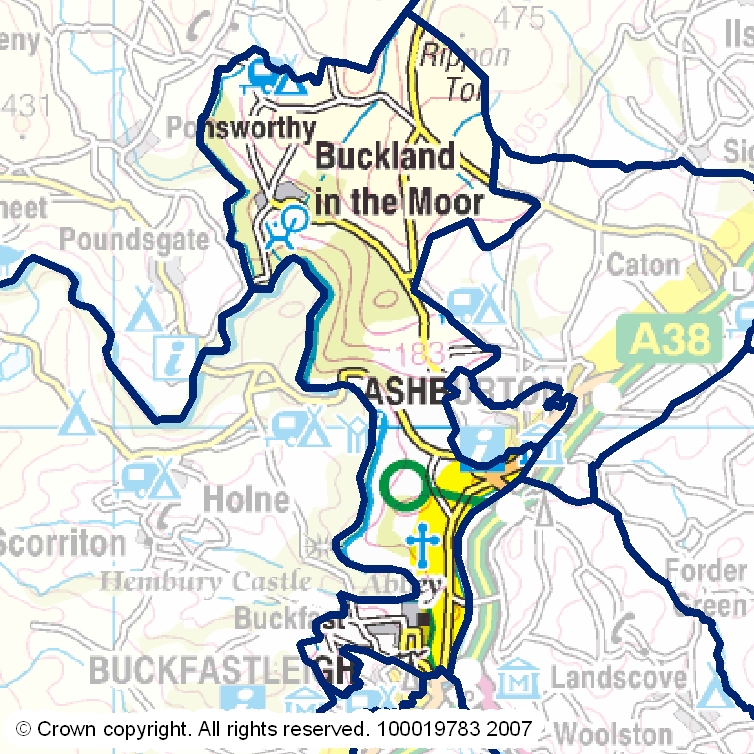 475
Ils
eny
Rippon
Tor
431
405
Ponsworthy
Buckland
in the Moor
Sig
heet
Poundsgate
Caton
L
A38
183
ASHBURTON
Holne
Scorriton
Hembury Castle
Abbey
Forder
Green
Buckfast
BUCKFASTLEIGH
Landscove
Woolston
© Crown copyright. All rights reserved. 100019783 2007